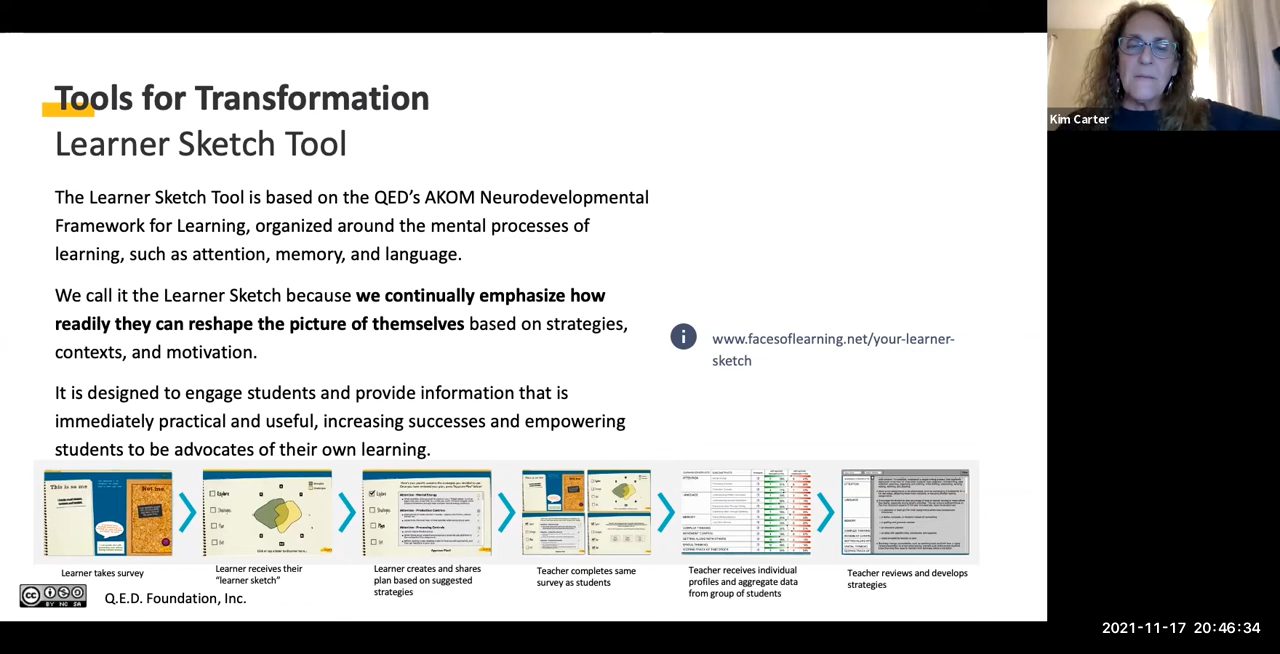 Tools for Transformation
Learner Sketch Tool
The Learner Sketch Tool is based on the QED's AKOM Neurodevelopmental
Framework for Learning, organized around the mental processes of
learning, such as attention, memory, and language.
We call it the Learner Sketch because we continually emphasize how
readily they can reshape the picture of themselves based on strategies,
contexts, and motivation.
It is designed to engage students and provide information that is
immediately practical and useful, increasing successes and empowering
students to be advocates of their own learning.
www.facesoflearning.net/your-learner-
sketch
Kim Carter
This is so me
Not me
Learner takes survey
Learner receives their
"learner sketch"
Learner creates and shares
plan based on suggested
strategies
Teacher completes same
survey as students
Teacher receives individual
profiles and aggregate data
from group of students
Teacher reviews and develops
strategies
cc BY NC SA
Q.E.D. Foundation, Inc.
2021-11-17 20:46:34